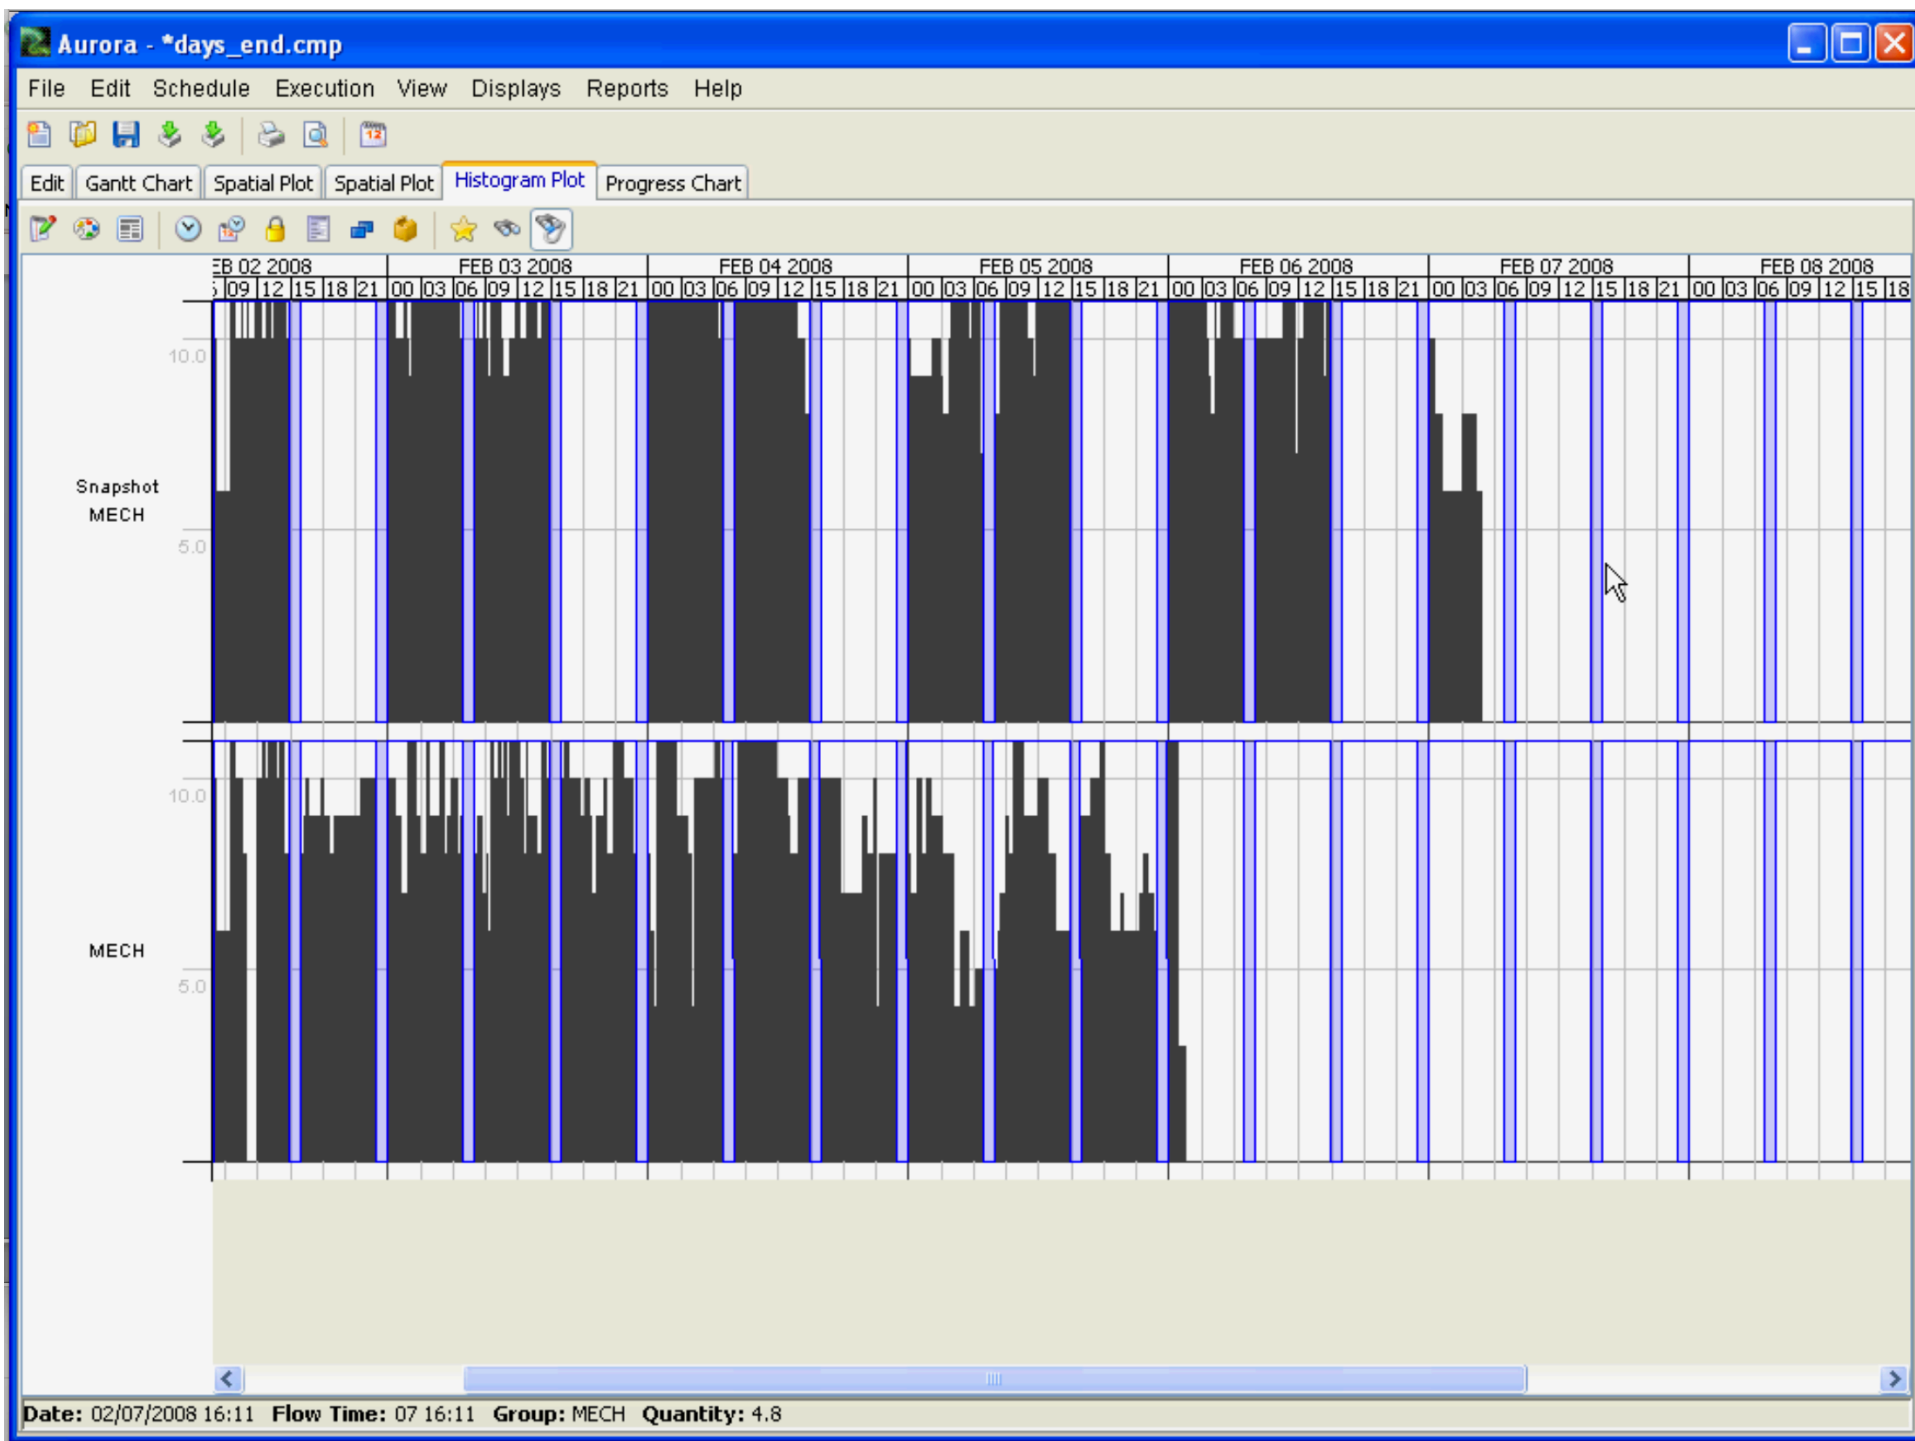 Aurora - *days_end.cmp
File Edit Schedule Execution View Displays Reports Help
12
Edit Gantt Chart Spatial Plot Spatial Plot Histogram Plot Progress Chart
EB 02 2008 FEB 03 2008 FEB 04 2008 FEB 05 2008 FEB 06 2008 FEB 07 2008 FEB 08 2008
09 12 15 18 21 00 03 06 09 12 15 18 21 00 03 06 09 12 15 18 21 00 03 06 09 12 15 18 21 00 03 06 09 12 15 18 21 00 03 06 09 12 15 18 21 00 03 06 09 12 15 18
10.0
Snapshot
MECH
5.0
10.0
MECH
5.0
Date: 02/07/2008 16:11 Flow Time: 07 16:11 Group: MECH Quantity: 4.8